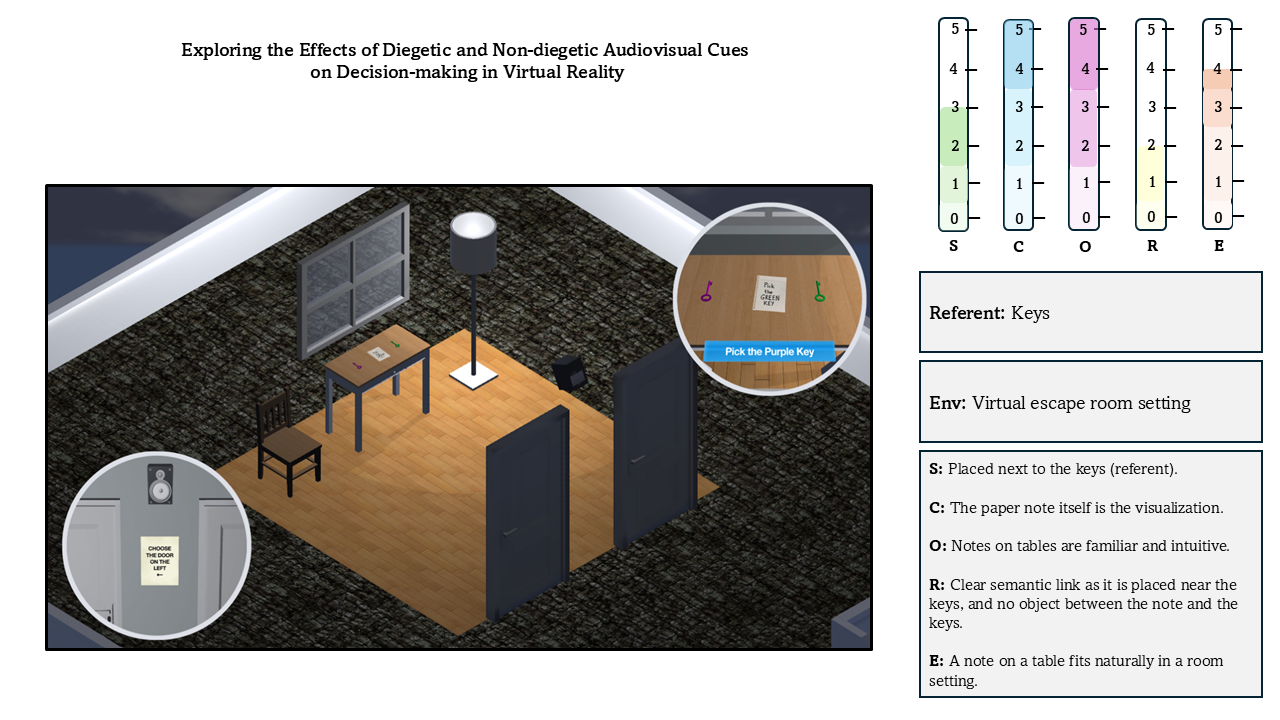 Exploring the Effects of Diegetic and Non-diegetic Audiovisual Cues
on Decision-making in Virtual Reality
Pick
the
GREEN
KEY
Pick the Purple Key
CHOOSE
THE DOOR
ON THE
LEFT
5 5 5 5 5
4 4 4 4 4
3 3 3 3 3
2 2 2 2 2
1 1 1 1 1
0 0 0 0 0
S C O R E
Referent: Keys
Env: Virtual escape room setting
S: Placed next to the keys (referent).
C: The paper note itself is the visualization.
O: Notes on tables are familiar and intuitive.
R: Clear semantic link as it is placed near the
keys, and no object between the note and the
keys.
E: A note on a table fits naturally in a room
setting.